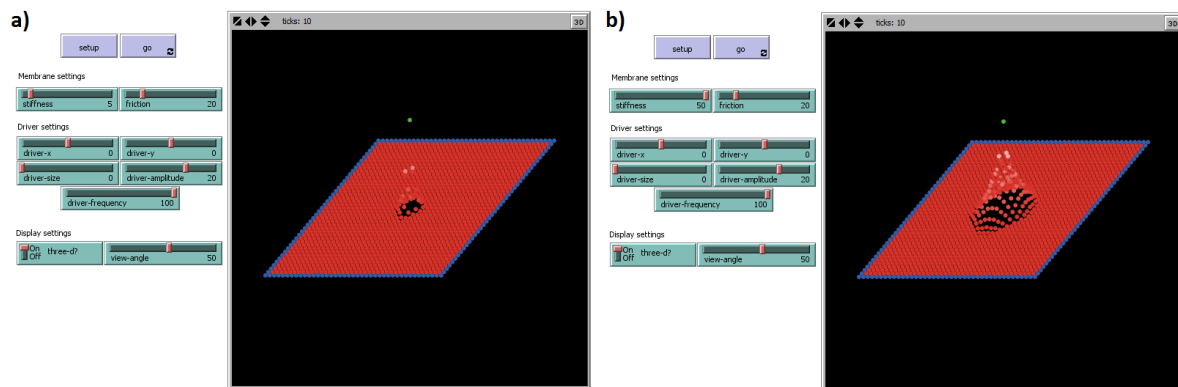 a)
ticks: 10
3D
setup go
Membrane settings
stiffness 5 friction 20
Driver settings
driver-x 0 driver-y 0
driver-size 0 driver-amplitude 20
driver-frequency 100
Display settings
On
Off three-d? view-angle 50
b)
ticks: 10
3D
setup go
Membrane settings
stiffness 50 friction 20
Driver settings
driver-x 0 driver-y 0
driver-size 0 driver-amplitude 20
driver-frequency 100
Display settings
On
Off three-d? view-angle 50